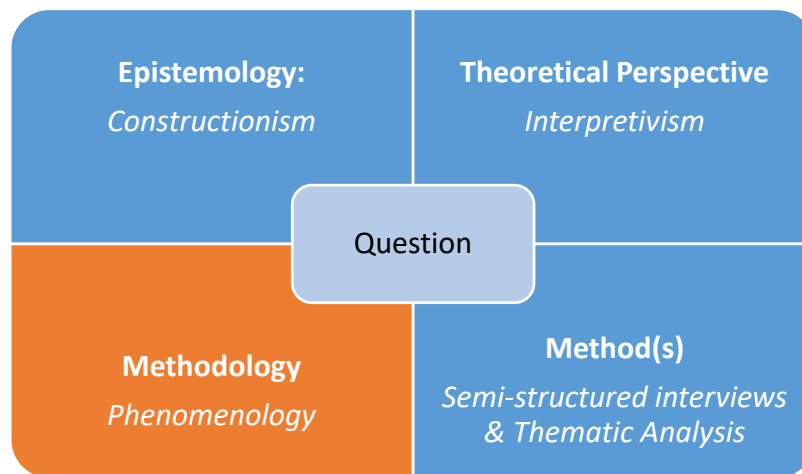 Epistemology:
Constructionism
Theoretical Perspective
Interpretivism
Question
Methodology
Phenomenology
Method(s)
Semi-structured interviews
& Thematic Analysis